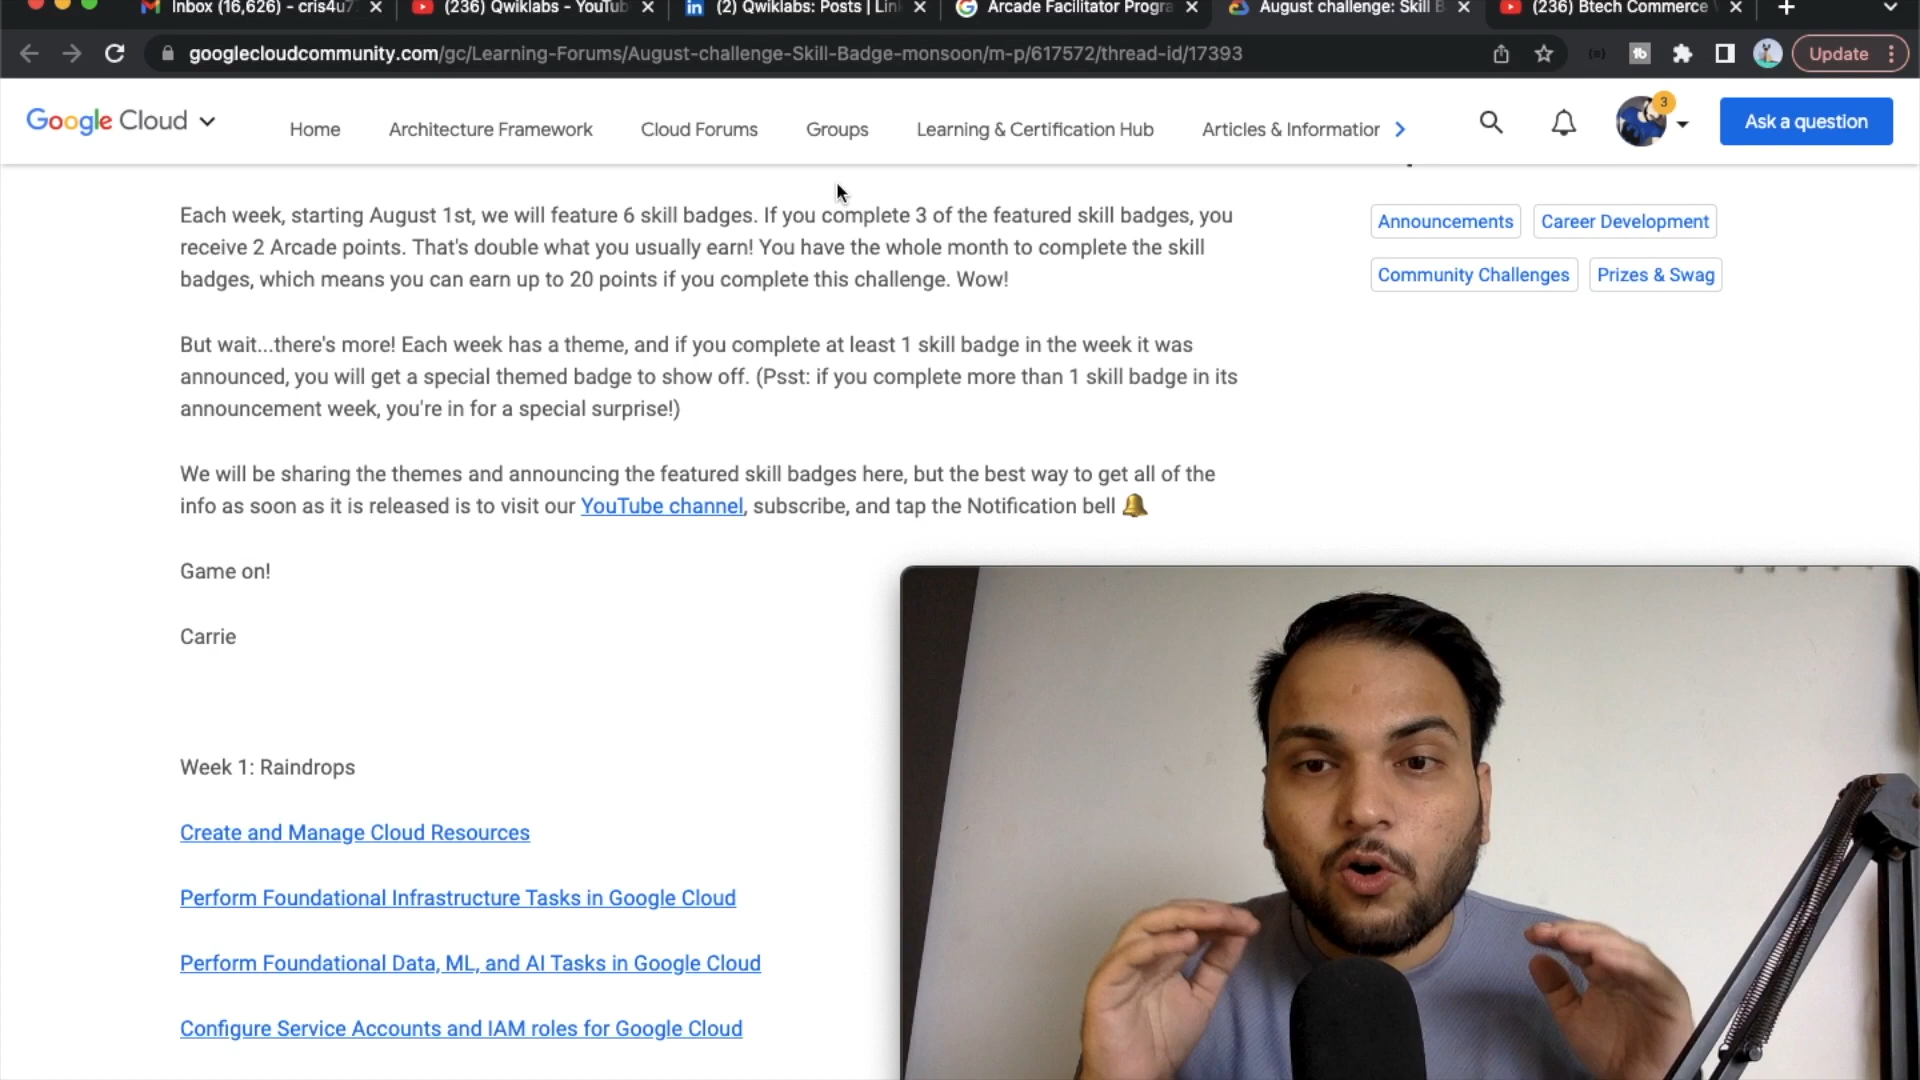 Inbox (16,626) - cris4u7
(236) Qwiklabs - YouTub
(2) Qwiklabs: Posts | Lin
Arcade Facilitator Progra
August challenge: Skill B
(236) Btech Commerce
googlecloudcommunity.com/gc/Learning-Forums/August-challenge-Skill-Badge-monsoon/m-p/617572/thread-id/17393
Update
Google Cloud
Home
Architecture Framework
Cloud Forums
Groups
Learning & Certification Hub
Articles & Information
3
Ask a question
Each week, starting August 1st, we will feature 6 skill badges. If you complete 3 of the featured skill badges, you
receive 2 Arcade points. That's double what you usually earn! You have the whole month to complete the skill
badges, which means you can earn up to 20 points if you complete this challenge. Wow!
Announcements
Career Development
Community Challenges
Prizes & Swag
But wait...there's more! Each week has a theme, and if you complete at least 1 skill badge in the week it was
announced, you will get a special themed badge to show off. (Psst: if you complete more than 1 skill badge in its
announcement week, you're in for a special surprise!)
We will be sharing the themes and announcing the featured skill badges here, but the best way to get all of the
info as soon as it is released is to visit our YouTube channel, subscribe, and tap the Notification bell 🔔
Game on!
Carrie
Week 1: Raindrops
Create and Manage Cloud Resources
Perform Foundational Infrastructure Tasks in Google Cloud
Perform Foundational Data, ML, and AI Tasks in Google Cloud
Configure Service Accounts and IAM roles for Google Cloud